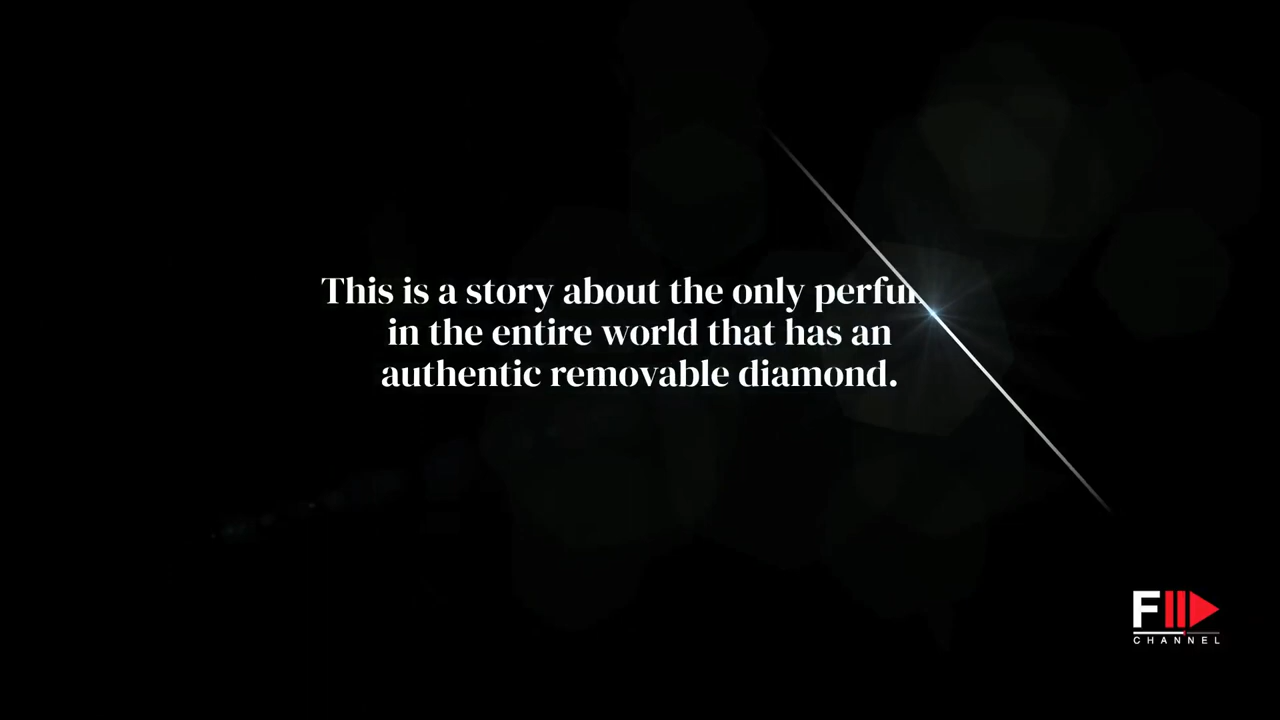 This is a story about the only
in the entire world that has an
authentic removable diamond.
F
CHANNEL